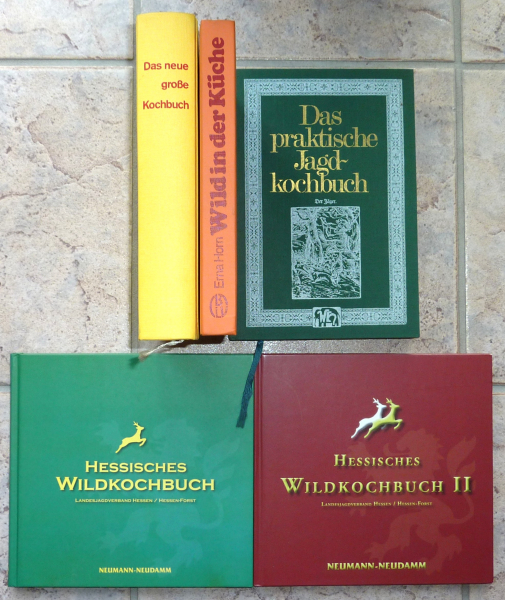 Das neue
große
Kochbuch
Erna Horn Wild in der Küche
Das
praktische
Jagd-
kochbuch
Der Jäger.
Hessisches
Wildkochbuch
Landesjagdverband Hessen / Hessen-Forst
NEUMANN-NEUDAMM
Hessisches
Wildkochbuch II
Landesjagdverband Hessen / Hessen-Forst
NEUMANN-NEUDAMM